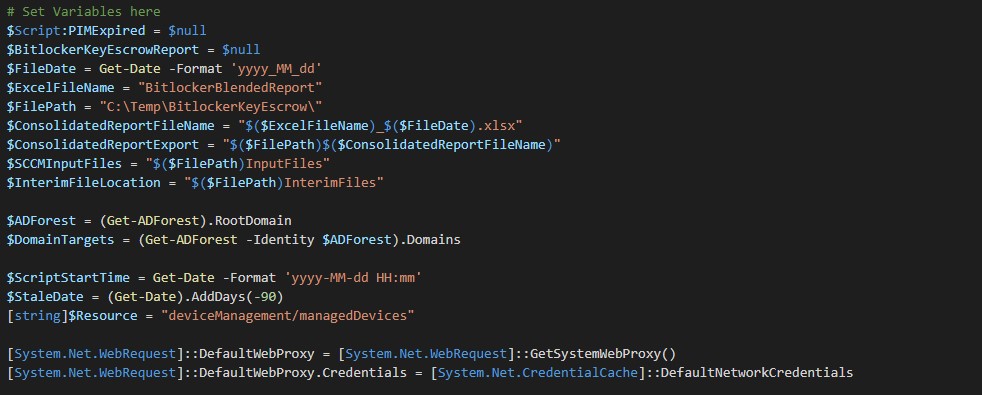 # Set Variables here
$Script:PIMExpired = $null
$BitlockerKeyEscrowReport = $null
$FileDate = Get-Date -Format 'yyyy_MM_dd'
$ExcelFileName = "BitlockerBlendedReport"
$FilePath = "C:\Temp\BitlockerKeyEscrow\"
$ConsolidatedReportFileName = "$($ExcelFileName)_$($FileDate).xlsx"
$ConsolidatedReportExport = "$($FilePath)$($ConsolidatedReportFileName)"
$SCCMInputFiles = "$($FilePath)InputFiles"
$InterimFileLocation = "$($FilePath)InterimFiles"
$ADForest = (Get-ADForest).RootDomain
$DomainTargets = (Get-ADForest -Identity $ADForest).Domains
$ScriptStartTime = Get-Date -Format 'yyyy-MM-dd HH:mm'
$StaleDate = (Get-Date).AddDays(-90)
[string]$Resource = "deviceManagement/managedDevices"
[System.Net.WebRequest]::DefaultWebProxy = [System.Net.WebRequest]::GetSystemWebProxy()
[System.Net.WebRequest]::DefaultWebProxy.Credentials = [System.Net.CredentialCache]::DefaultNetworkCredentials